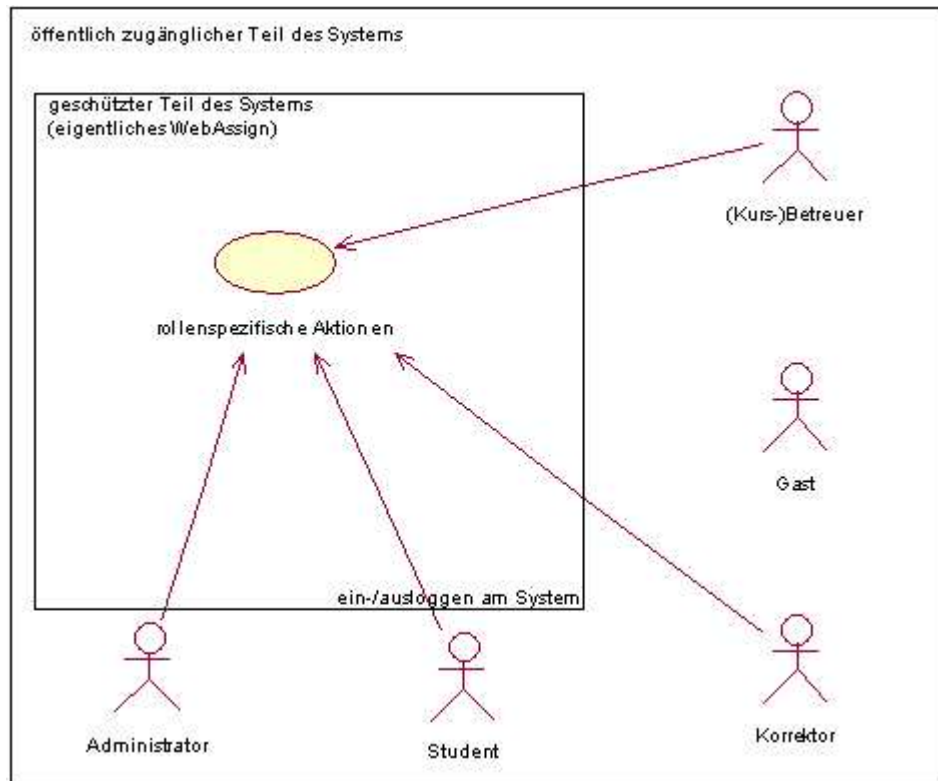 öffentlich zugänglicher Teil des Systems
geschützter Teil des Systems
(eigentliches WebAssign)
(Kurs-)Betreuer
rollenspezifische Aktionen
Gast
ein-/ausloggen am System
Administrator
Student
Korrektor